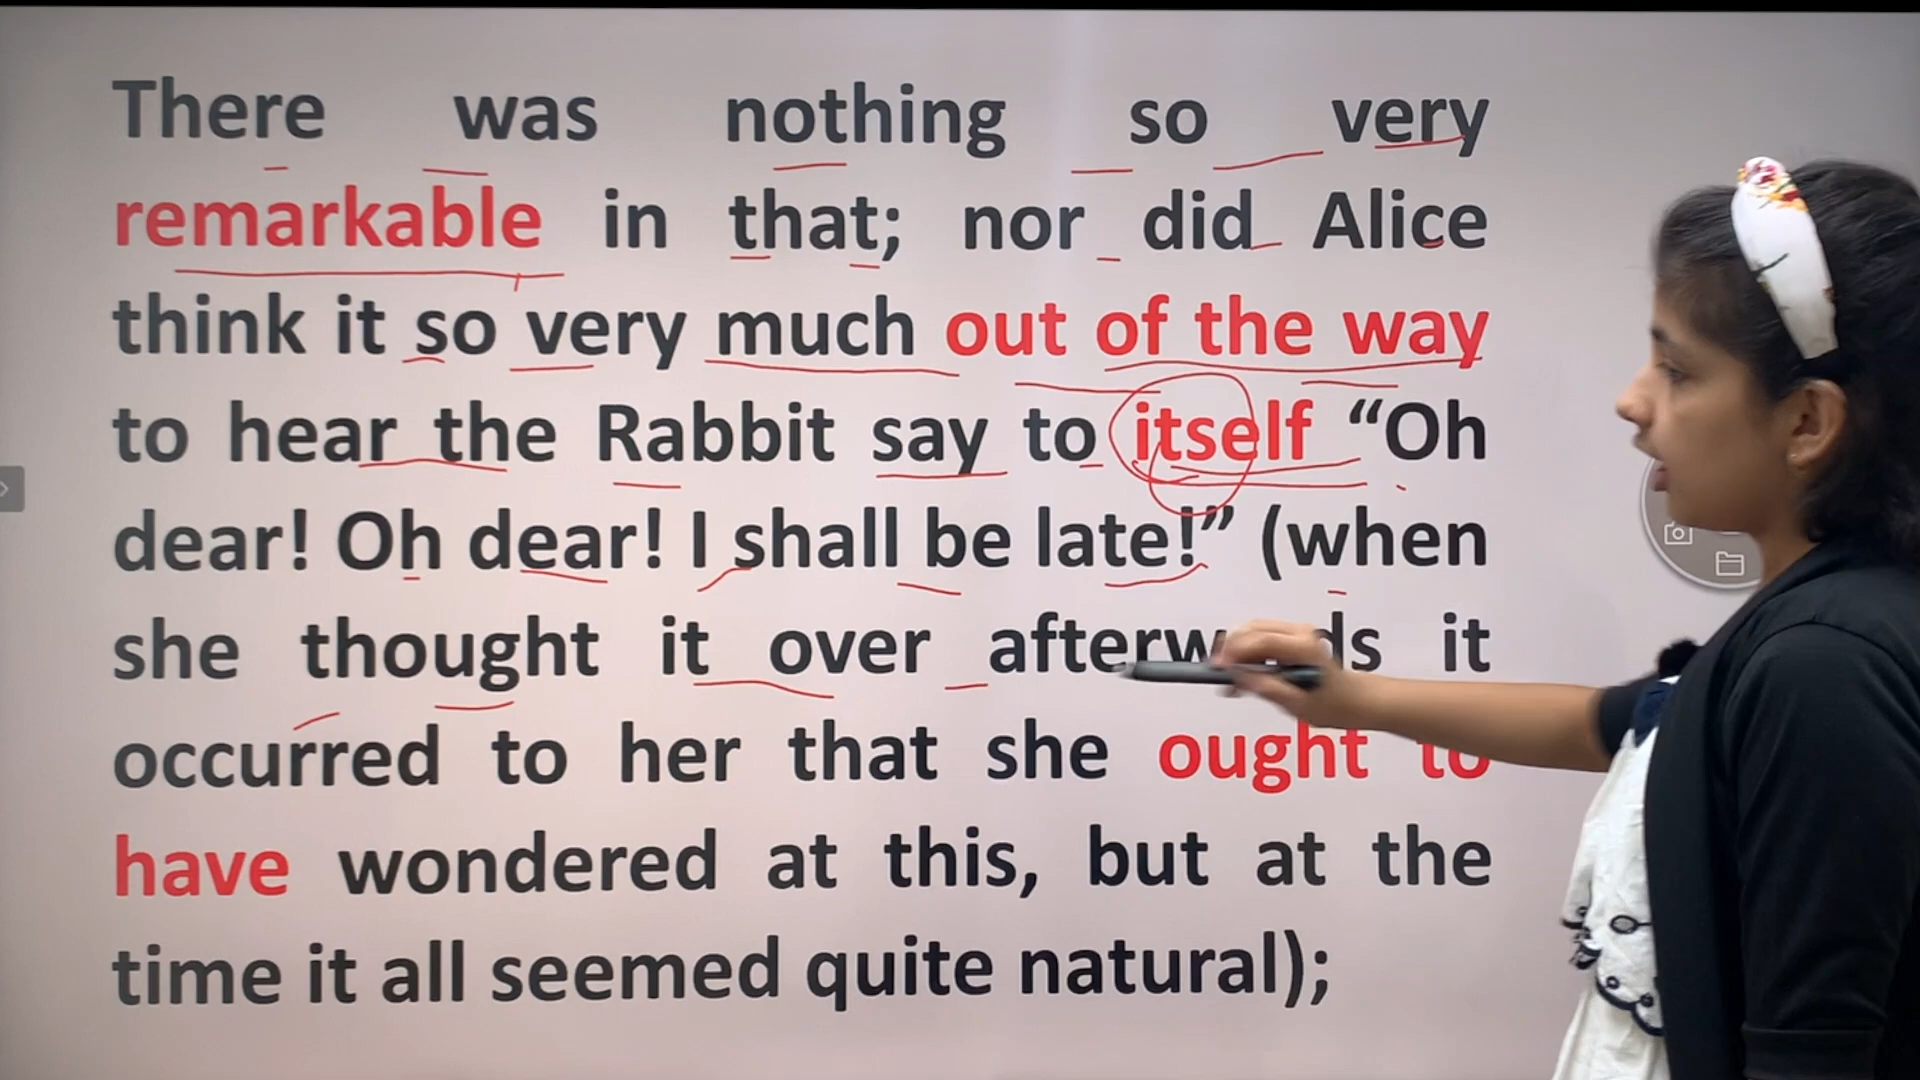 There was nothing so very
remarkable in that; nor did Alice
think it so very much out of the way
to hear the Rabbit say to itself “Oh
dear! Oh dear! I shall be late!” (when
she thought it over it
occurred to her that she ought to
have wondered at this, but at the
time it all seemed quite natural);